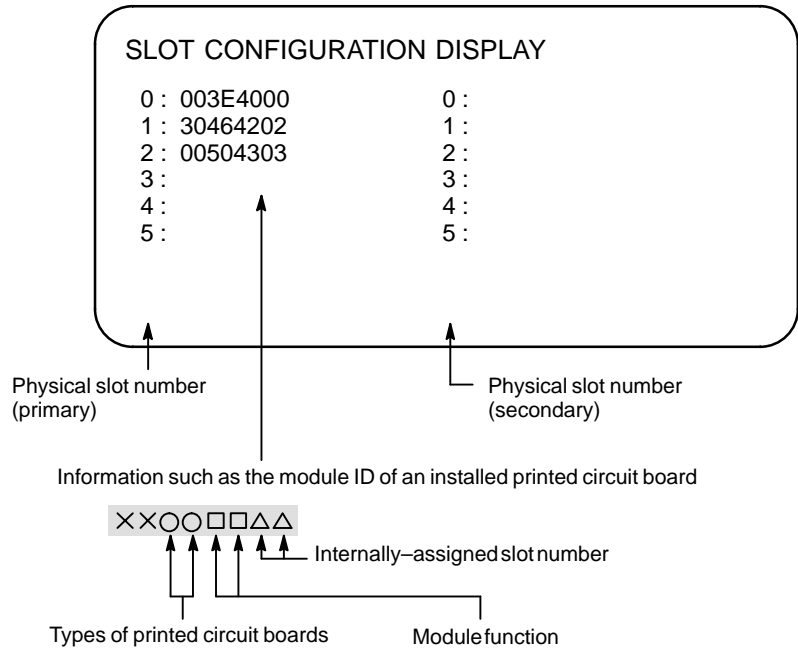 SLOT CONFIGURATION DISPLAY
0 : 003E4000 0 :
1 : 30464202 1 :
2 : 00504303 2 :
3 : 3 :
4 : 4 :
5 : 5 :
Physical slot number
(primary)
Physical slot number
(secondary)
Information such as the module ID of an installed printed circuit board
××○○□□△△
Internally–assigned slot number
Types of printed circuit boards Module function